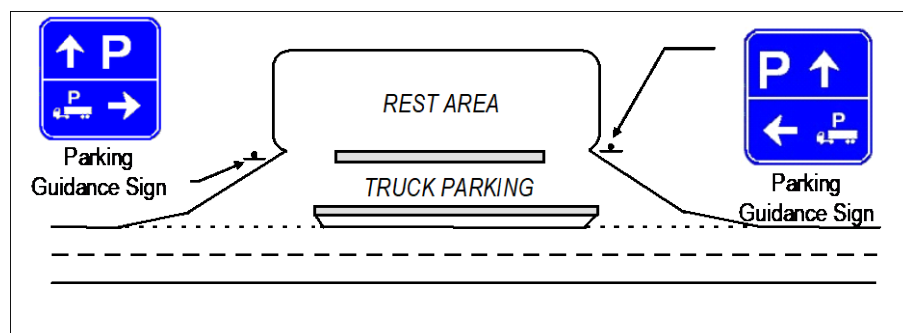 P
P
Parking
Guidance Sign
REST AREA
TRUCK PARKING
P
P
Parking
Guidance Sign